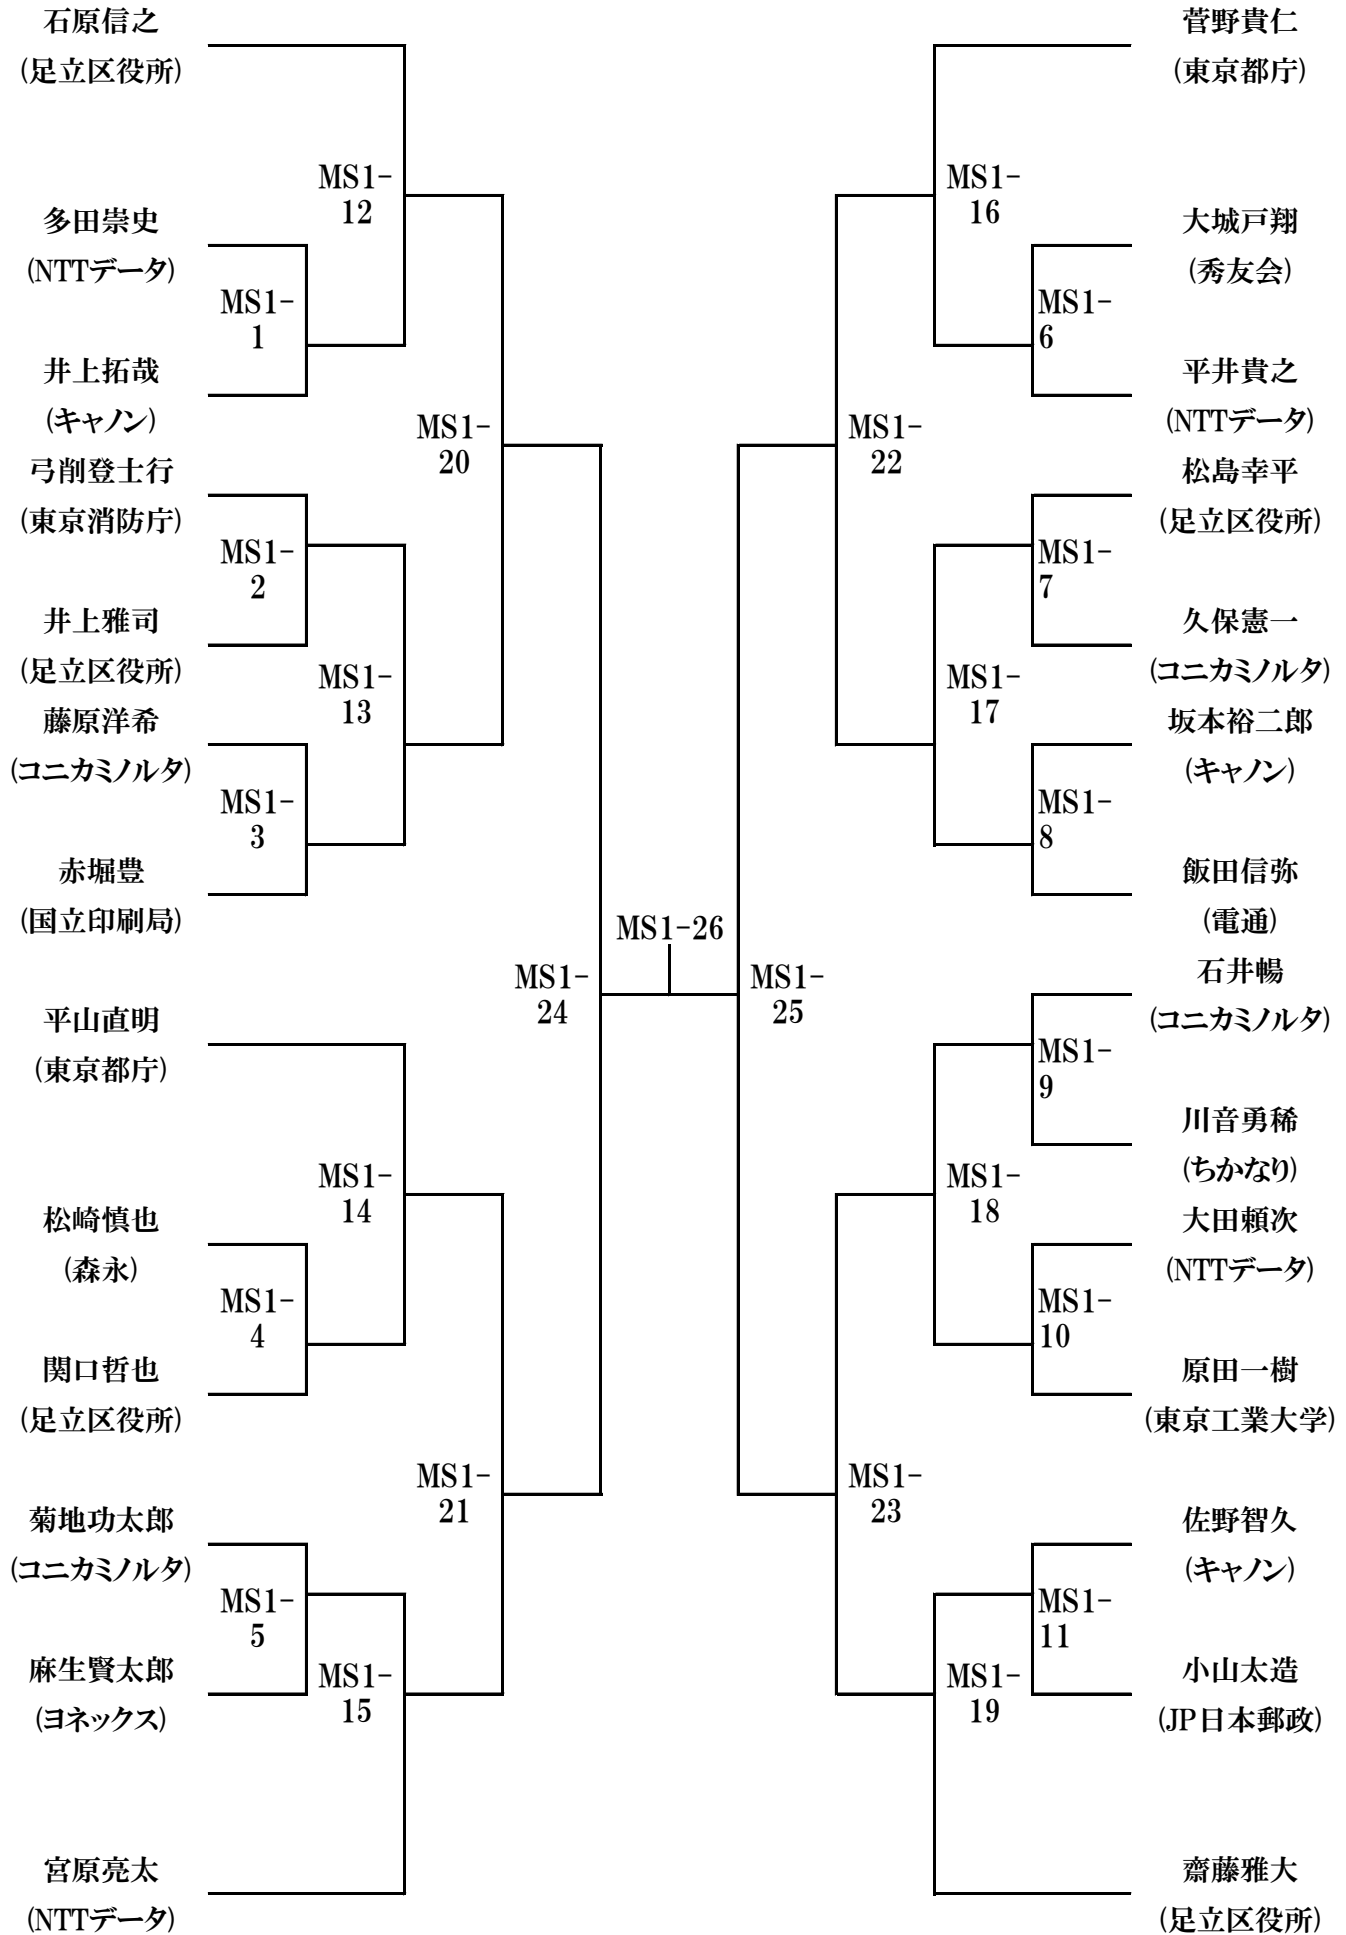 石原信之
(足立区役所)
MS1-
12
多田崇史
(NTTデータ)
MS1-
1
井上拓哉
(キャノン)
MS1-
20
弓削登士行
(東京消防庁)
MS1-
2
井上雅司
(足立区役所)
MS1-
13
藤原洋希
(コニカミノルタ)
MS1-
3
赤堀豊
(国立印刷局)
MS1-
24
平山直明
(東京都庁)
MS1-
14
松崎慎也
(森永)
MS1-
4
関口哲也
(足立区役所)
MS1-
21
菊地功太郎
(コニカミノルタ)
MS1-
5
麻生賢太郎
(ヨネックス)
MS1-
15
宮原亮太
(NTTデータ)
MS1-26
菅野貴仁
(東京都庁)
MS1-
16
大城戸翔
(秀友会)
MS1-
6
平井貴之
(NTTデータ)
MS1-
22
松島幸平
(足立区役所)
MS1-
7
久保憲一
(コニカミノルタ)
MS1-
17
坂本裕二郎
(キャノン)
MS1-
8
飯田信弥
(電通)
MS1-
25
石井暢
(コニカミノルタ)
MS1-
9
川音勇稀
(ちかなり)
MS1-
18
大田頼次
(NTTデータ)
MS1-
10
原田一樹
(東京工業大学)
MS1-
23
佐野智久
(キャノン)
MS1-
11
小山太造
(JP日本郵政)
MS1-
19
齋藤雅大
(足立区役所)